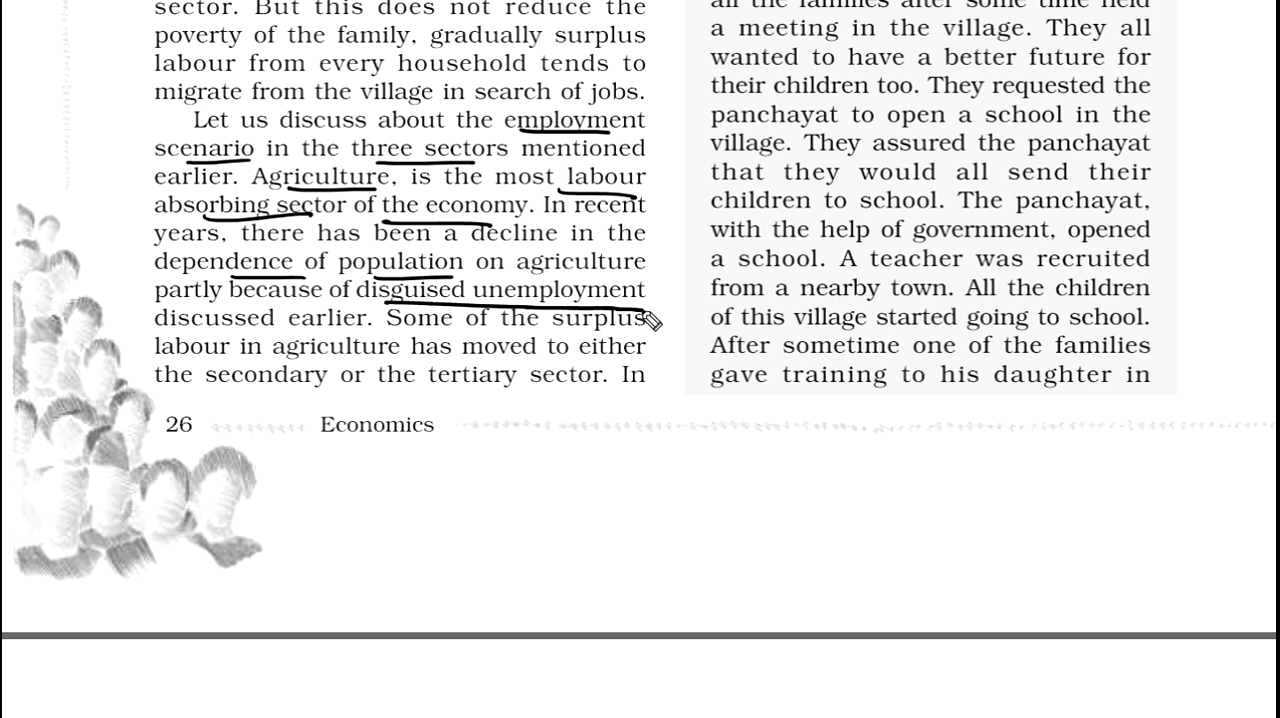 sector. But this does not reduce the
poverty of the family, gradually surplus
labour from every household tends to
migrate from the village in search of jobs.
Let us discuss about the employment
scenario in the three sectors mentioned
earlier. Agriculture, is the most labour
absorbing sector of the economy. In recent
years, there has been a decline in the
dependence of population on agriculture
partly because of disguised unemployment
discussed earlier. Some of the surplus
labour in agriculture has moved to either
the secondary or the tertiary sector. In
all the families after some time held
a meeting in the village. They all
wanted to have a better future for
their children too. They requested the
panchayat to open a school in the
village. They assured the panchayat
that they would all send their
children to school. The panchayat,
with the help of government, opened
a school. A teacher was recruited
from a nearby town. All the children
of this village started going to school.
After sometime one of the families
gave training to his daughter in
26 Economics